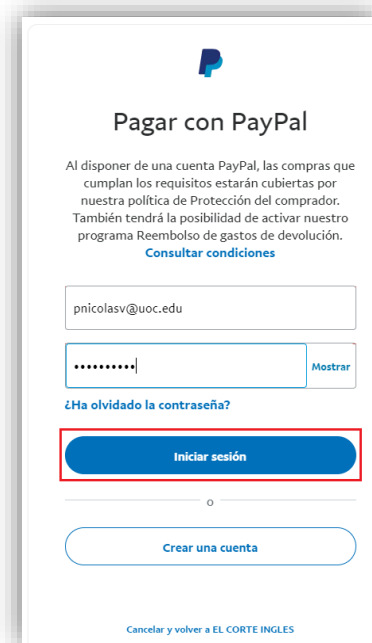 Pagar con PayPal
Al disponer de una cuenta PayPal, las compras que
cumplan los requisitos estarán cubiertas por
nuestra política de Protección del comprador.
También tendrá la posibilidad de activar nuestro
programa Reembolso de gastos de devolución.
Consultar condiciones
pnicolasv@uoc.edu
••••••••••
Mostrar
¿Ha olvidado la contraseña?
Iniciar sesión
o
Crear una cuenta
Cancelar y volver a EL CORTE INGLES